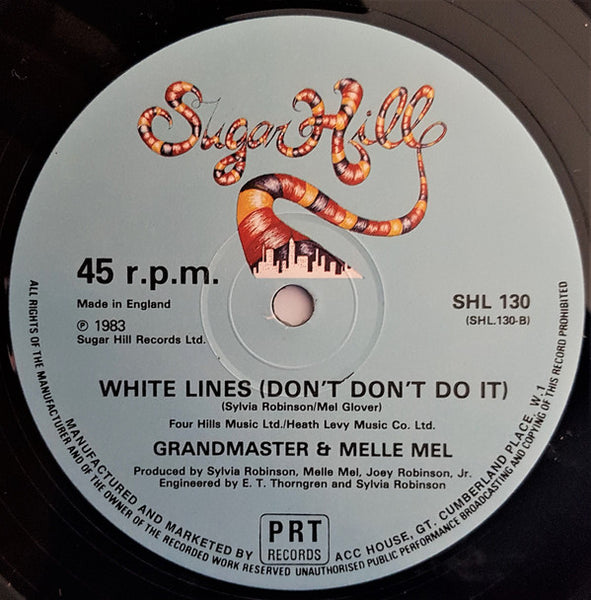 Sugar Hill
45 r.p.m.
Made in England
℗ 1983
Sugar Hill Records Ltd.
SHL 130
(SHL.130-B)
WHITE LINES (DON'T DON'T DO IT)
(Sylvia Robinson/Mel Glover)
Four Hills Music Ltd./Heath Levy Music Co. Ltd.
GRANDMASTER & MELLE MEL
Produced by Sylvia Robinson, Melle Mel, Joey Robinson, Jr.
Engineered by E. T. Thorngren and Sylvia Robinson
PRT
RECORDS
MANUFACTURED AND MARKETED BY
ACC HOUSE, GT. CUMBERLAND PLACE, W.1
ALL RIGHTS OF THE MANUFACTURER AND OF THE OWNER OF THE RECORDED WORK RESERVED UNAUTHORISED PUBLIC PERFORMANCE BROADCASTING AND COPYING OF THIS RECORD PROHIBITED